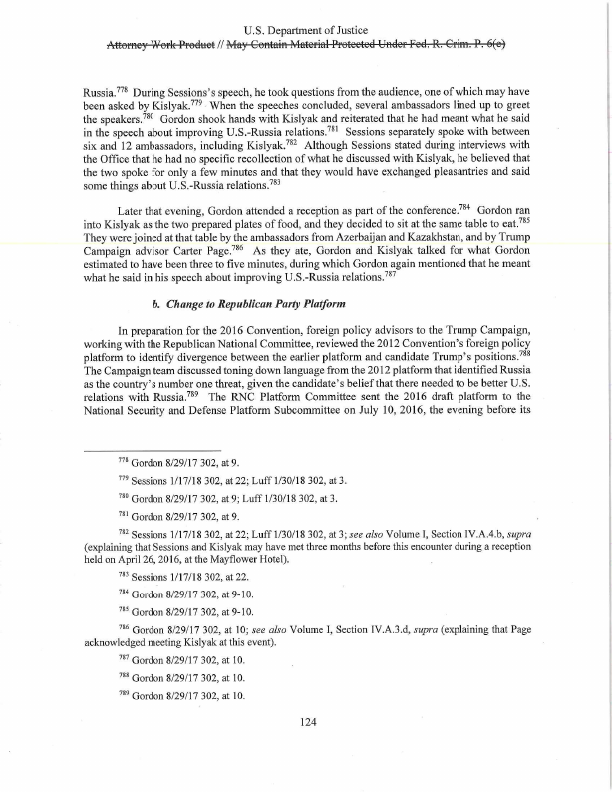 U.S. Department of Justice
Attorney Work Product // May Contain Material Protected Under Fed. R. Crim. P. 6(e)
Russia.778 During Sessions's speech, he took questions from the audience, one of which may have
been asked by Kislyak.779 When the speeches concluded, several ambassadors lined up to greet
the speakers.780 Gordon shook hands with Kislyak and reiterated that he had meant what he said
in the speech about improving U.S.-Russia relations.781 Sessions separately spoke with between
six and 12 ambassadors, including Kislyak.782 Although Sessions stated during interviews with
the Office that he had no specific recollection of what he discussed with Kislyak, he believed that
the two spoke for only a few minutes and that they would have exchanged pleasantries and said
some things about U.S.-Russia relations.783
Later that evening, Gordon attended a reception as part of the conference.784 Gordon ran
into Kislyak as the two prepared plates of food, and they decided to sit at the same table to eat.785
They were joined at that table by the ambassadors from Azerbaijan and Kazakhstan, and by Trump
Campaign advisor Carter Page.786 As they ate, Gordon and Kislyak talked for what Gordon
estimated to have been three to five minutes, during which Gordon again mentioned that he meant
what he said in his speech about improving U.S.-Russia relations.787
b. Change to Republican Party Platform
In preparation for the 2016 Convention, foreign policy advisors to the Trump Campaign,
working with the Republican National Committee, reviewed the 2012 Convention's foreign policy
platform to identify divergence between the earlier platform and candidate Trump's positions.788
The Campaign team discussed toning down language from the 2012 platform that identified Russia
as the country's number one threat, given the candidate's belief that there needed to be better U.S.
relations with Russia.789 The RNC Platform Committee sent the 2016 draft platform to the
National Security and Defense Platform Subcommittee on July 10, 2016, the evening before its
778 Gordon 8/29/17 302, at 9.
779 Sessions 1/17/18 302, at 22; Luff 1/30/18 302, at 3.
780 Gordon 8/29/17 302, at 9; Luff 1/30/18 302, at 3.
781 Gordon 8/29/17 302, at 9.
782 Sessions 1/17/18 302, at 22; Luff 1/30/18 302, at 3; see also Volume I, Section IV.A.4.b, supra
(explaining that Sessions and Kislyak may have met three months before this encounter during a reception
held on April 26, 2016, at the Mayflower Hotel).
783 Sessions 1/17/18 302, at 22.
784 Gordon 8/29/17 302, at 9-10.
785 Gordon 8/29/17 302, at 9-10.
786 Gordon 8/29/17 302, at 10; see also Volume I, Section IV.A.3.d, supra (explaining that Page
acknowledged meeting Kislyak at this event).
787 Gordon 8/29/17 302, at 10.
788 Gordon 8/29/17 302, at 10.
789 Gordon 8/29/17 302, at 10.
124